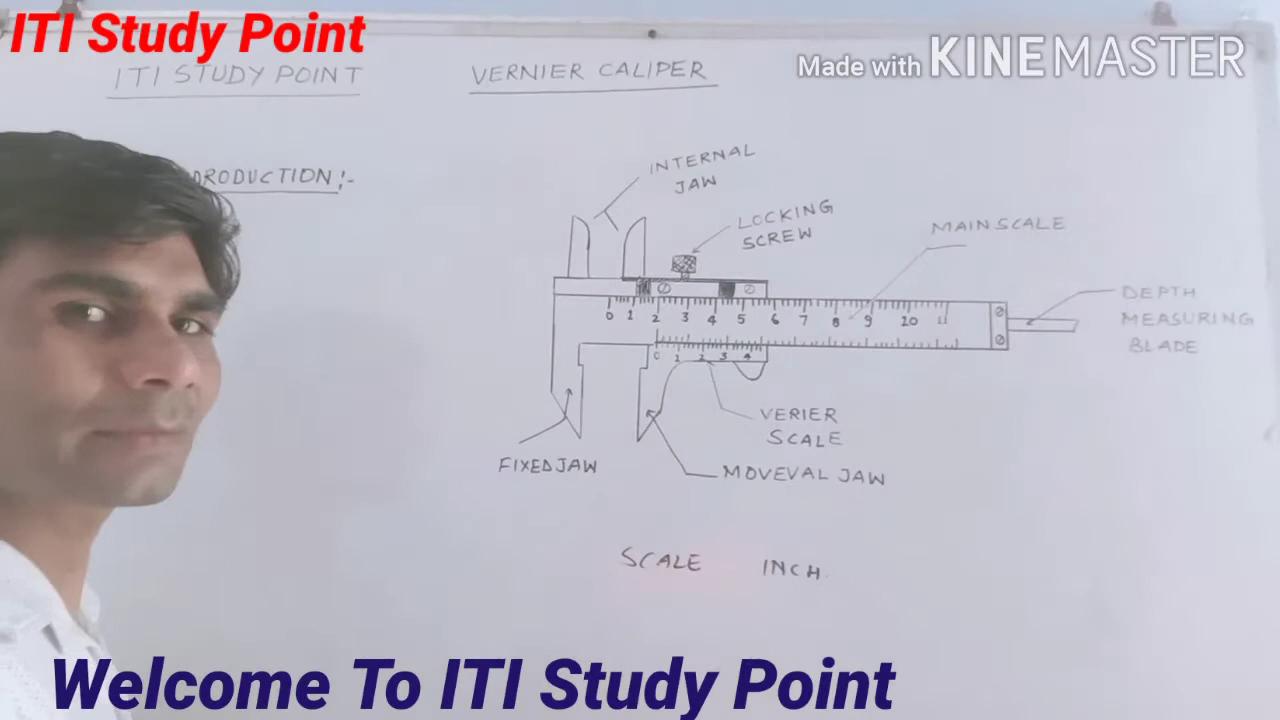 ITI Study Point
Made with KINEMASTER
ITI STUDY POINT
VERNIER CALIPER
RODUCTION:-
INTERNAL
JAW
LOCKING
SCREW
MAIN SCALE
DEPTH
MEASURING
BLADE
0 1 2 3 4 5 6 7 8 9 10 11
0 1 2 3 4
VERIER
SCALE
FIXED JAW
MOVEVAL JAW
SCALE INCH
Welcome To ITI Study Point